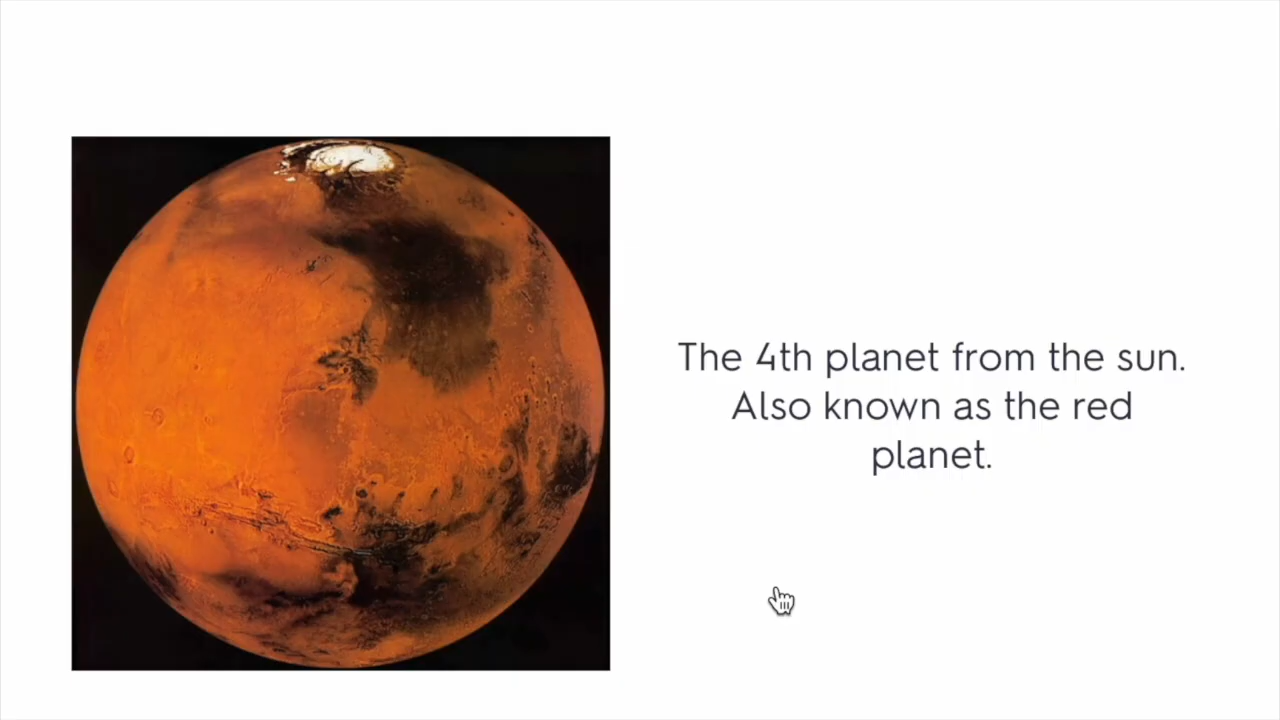 The 4th planet from the sun.
Also known as the red
planet.